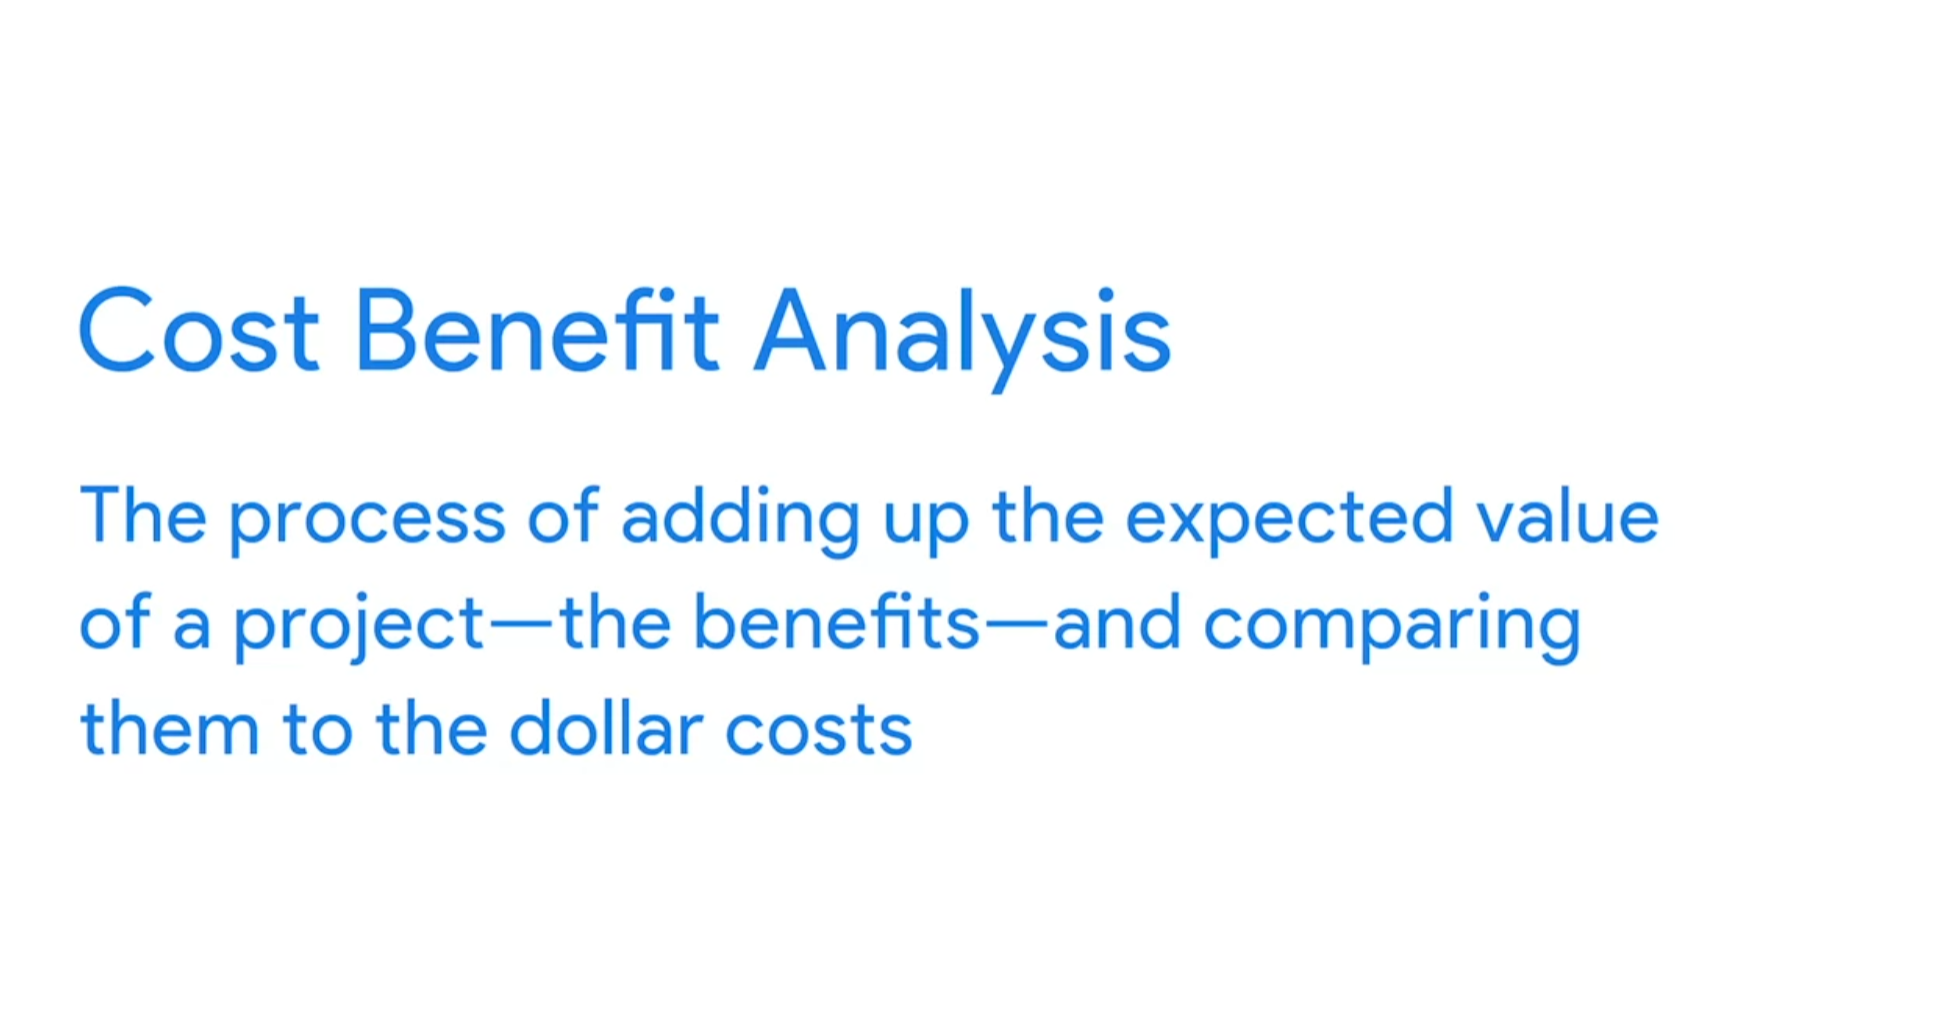 Cost Benefit Analysis
The process of adding up the expected value
of a project—the benefits—and comparing
them to the dollar costs